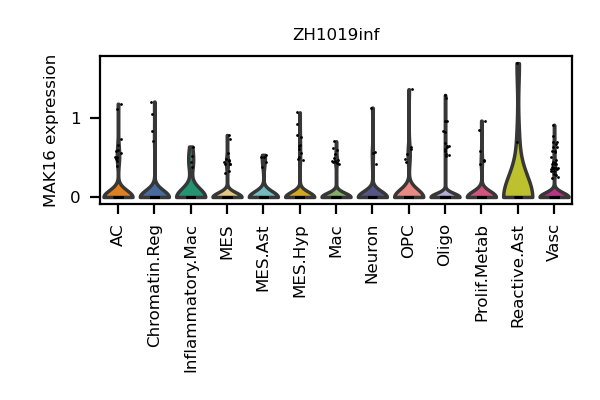 ZH1019inf
MAK16 expression
1
0
AC
Chromatin.Reg
Inflammatory.Mac
MES
MES.Ast
MES.Hyp
Mac
Neuron
OPC
Oligo
Prolif.Metab
Reactive.Ast
Vasc